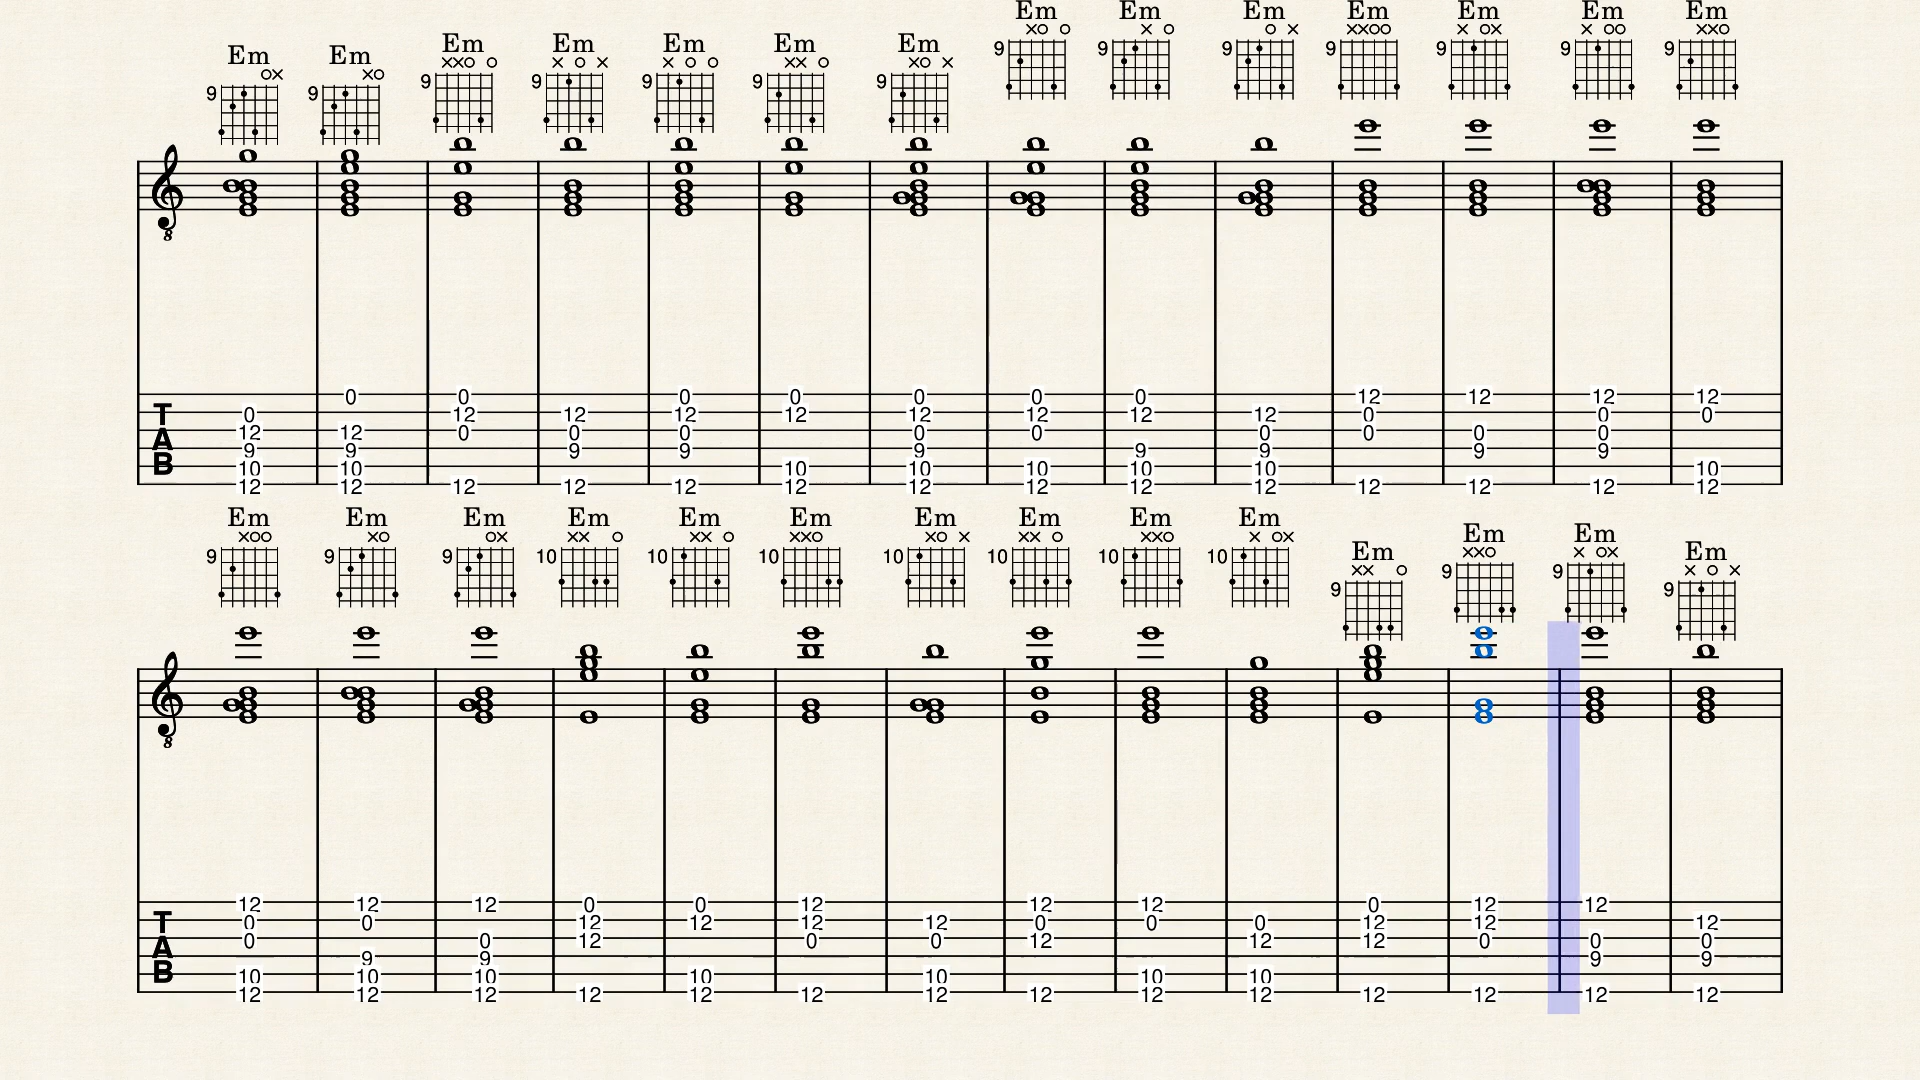 Em Em Em Em Em Em Em
Em Em Em Em Em
Em Em
9 9 9 9 9 9 9
9 9 9 9 9
9 9
8
0 0 0 0 0 0 0 12 12 12 12
0 12 12 12 12 12 12 12 12 0 0 0
T
12 12 0 0 0 0 0 0 0 0 0
A
9 9 9 9 9 9 9 9 9
10 10 10 10 10 10 10 10
B
12 12 12 12 12 12 12 12 12 12 12 12 12 12
Em Em Em Em Em Em Em Em Em Em
Em Em
Em Em
9 9 9 10 10 10 10 10 10 10
9 9
9 9
8
12 12 12 0 0 12 12 12 0 12 12
0 0 12 12 12 12 0 0 0 12 12 12
T
0 0 12 0 0 12 12 12 0 0 0
A
9 9 9 9
10 10 10 10 10 10 10
B
12 12 12 12 12 12 12 12 12 12 12 12 12 12